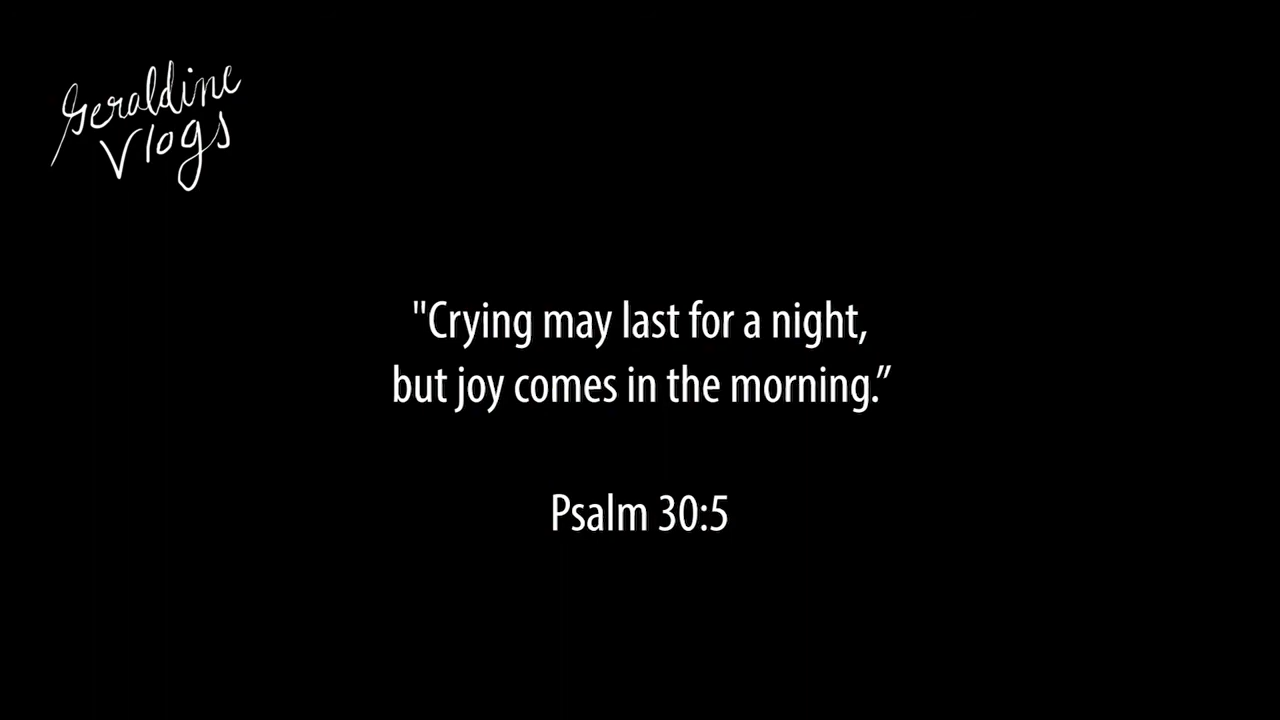 Geraldine
Vlogs
"Crying may last for a night,
but joy comes in the morning.”
Psalm 30:5